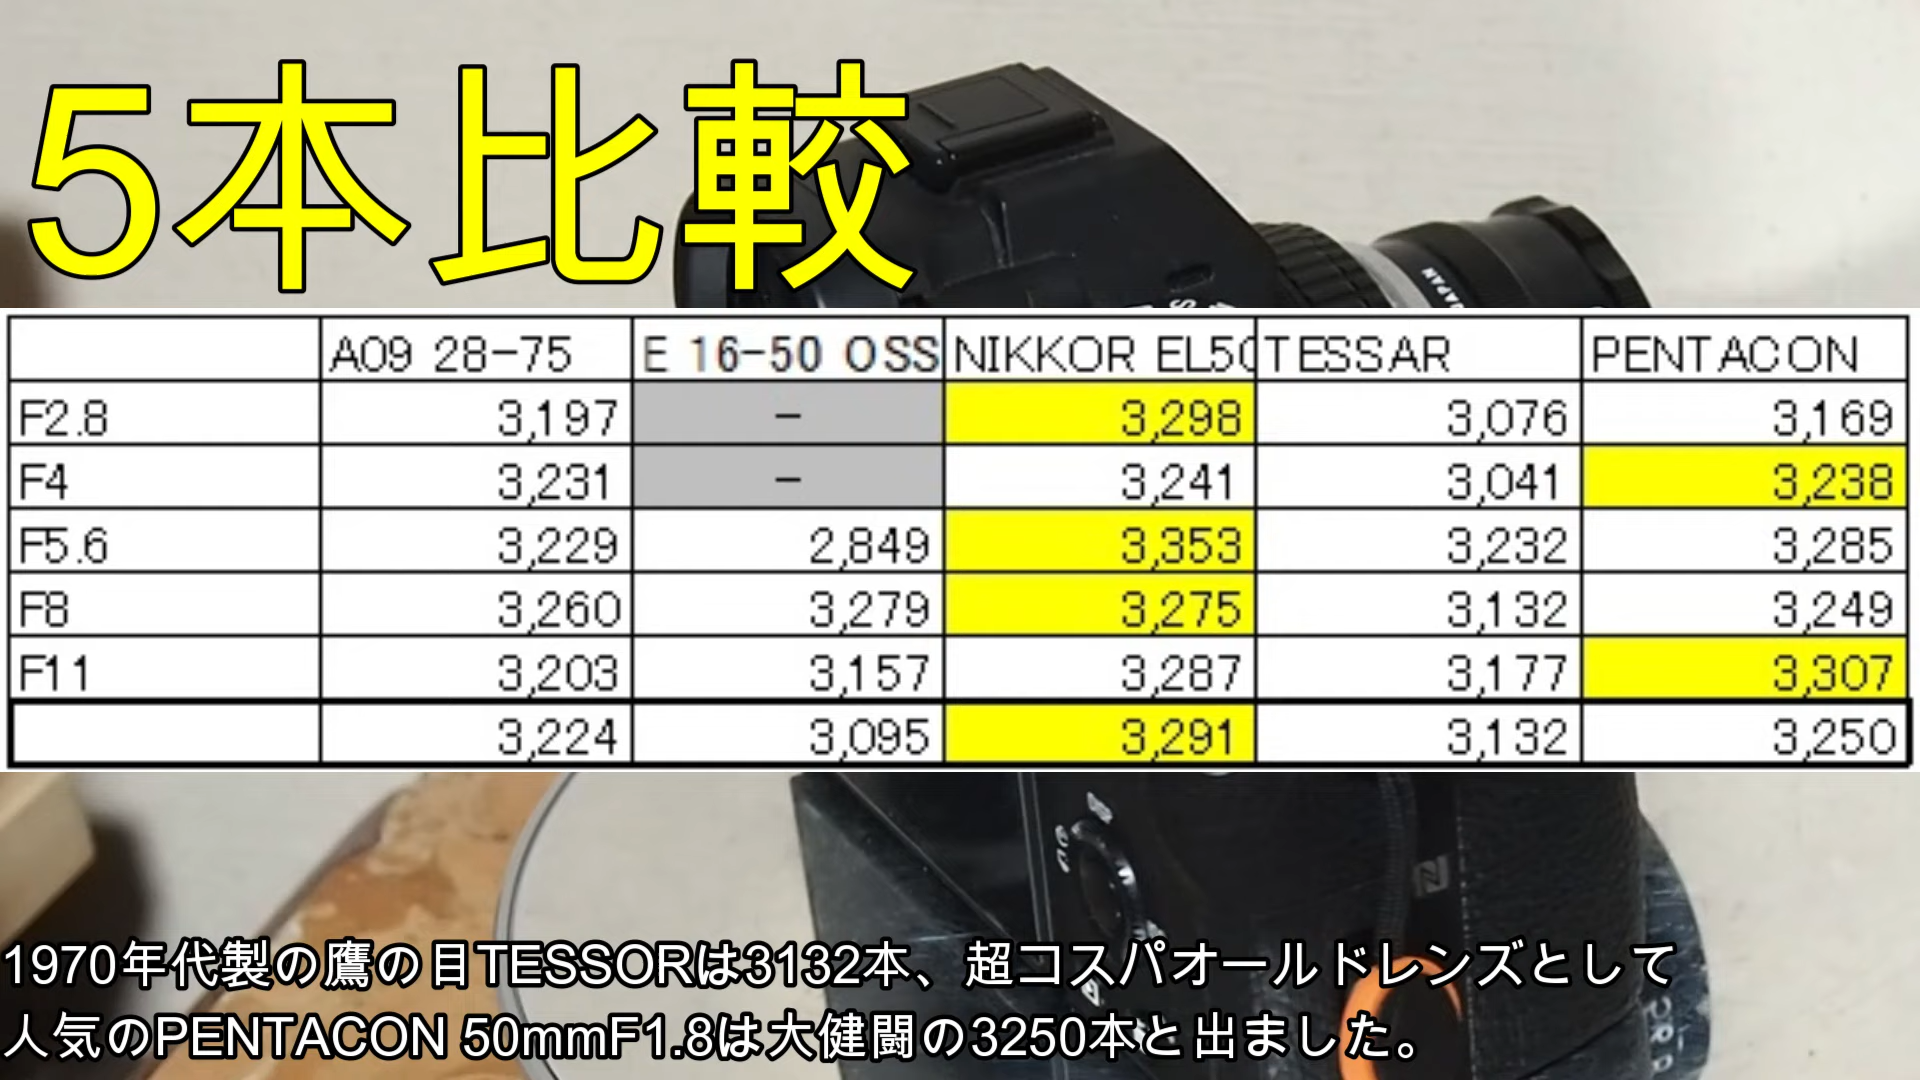 5本比較
JAPAN
A09 28-75 E 16-50 OSS NIKKOR EL50 TESSAR PENTACON
F2.8 3,197 - 3,298 3,076 3,169
F4 3,231 - 3,241 3,041 3,238
F5.6 3,229 2,849 3,353 3,232 3,285
F8 3,260 3,279 3,275 3,132 3,249
F11 3,203 3,157 3,287 3,177 3,307
3,224 3,095 3,291 3,132 3,250
1970年代製の鷹の目TESSORは3132本、超コスパオールドレンズとして
人気のPENTACON 50mmF1.8は大健闘の3250本と出ました。